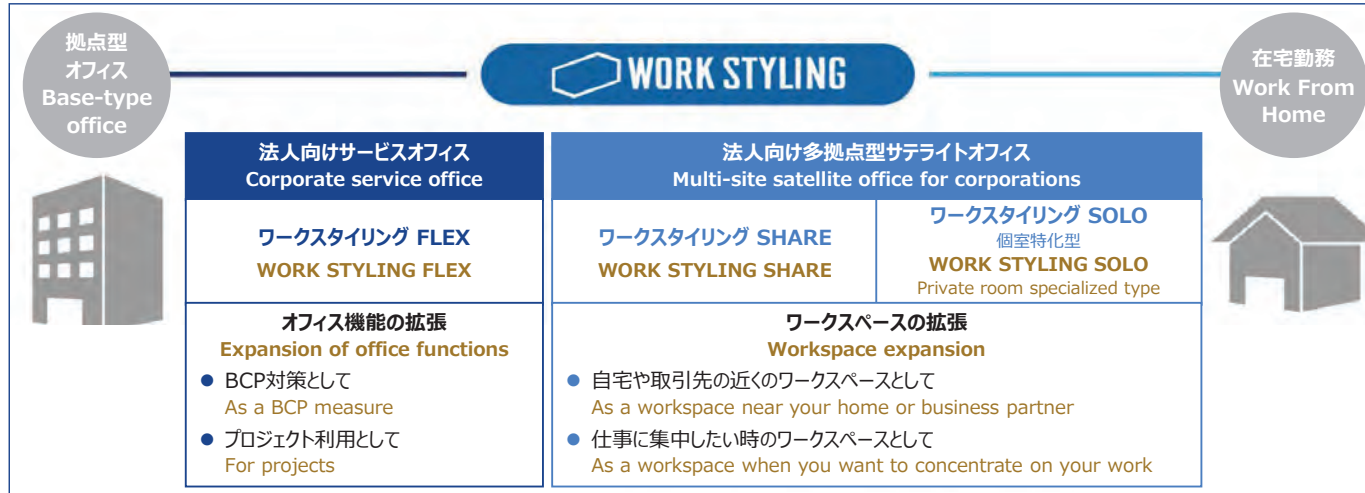 拠点型
オフィス
Base-type
office
WORK STYLING
在宅勤務
Work From
Home
法人向けサービスオフィス
Corporate service office
法人向け多拠点型サテライトオフィス
Multi-site satellite office for corporations
ワークスタイリング FLEX
WORK STYLING FLEX
ワークスタイリング SHARE
WORK STYLING SHARE
ワークスタイリング SOLO
個室特化型
WORK STYLING SOLO
Private room specialized type
オフィス機能の拡張
Expansion of office functions
● BCP対策として
As a BCP measure
● プロジェクト利用として
For projects
ワークスペースの拡張
Workspace expansion
● 自宅や取引先の近くのワークスペースとして
As a workspace near your home or business partner
● 仕事に集中したい時のワークスペースとして
As a workspace when you want to concentrate on your work